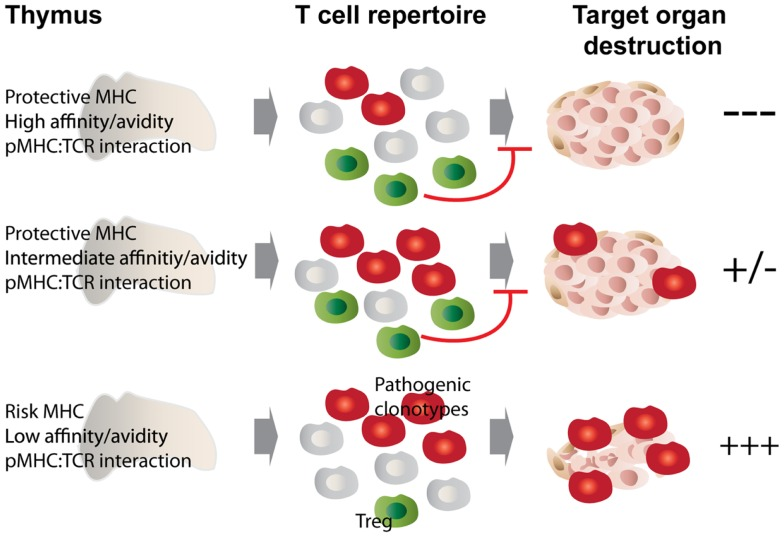 Thymus
T cell repertoire
Target organ
destruction
Protective MHC
High affinity/avidity
pMHC:TCR interaction
---
Protective MHC
Intermediate affinitiy/avidity
pMHC:TCR interaction
+/-
Risk MHC
Low affinity/avidity
pMHC:TCR interaction
Pathogenic
clonotypes
Treg
+++